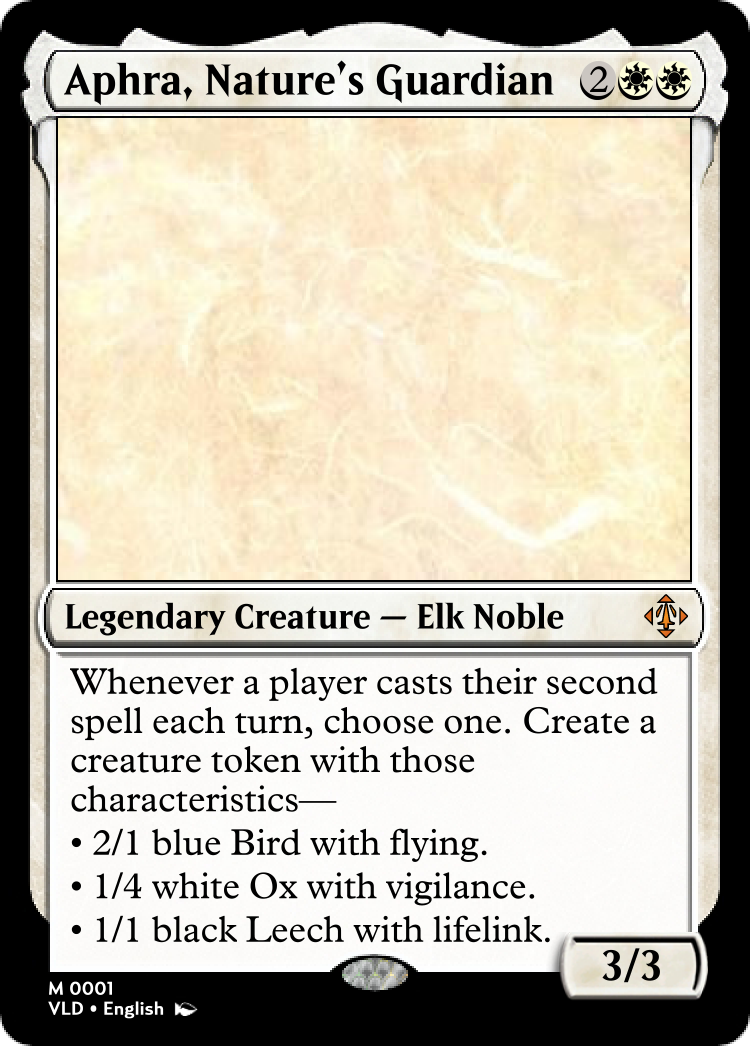 Aphra, Nature's Guardian 2
Legendary Creature — Elk Noble
Whenever a player casts their second
spell each turn, choose one. Create a
creature token with those
characteristics—
• 2/1 blue Bird with flying.
• 1/4 white Ox with vigilance.
• 1/1 black Leech with lifelink.
3/3
M 0001
VLD • English